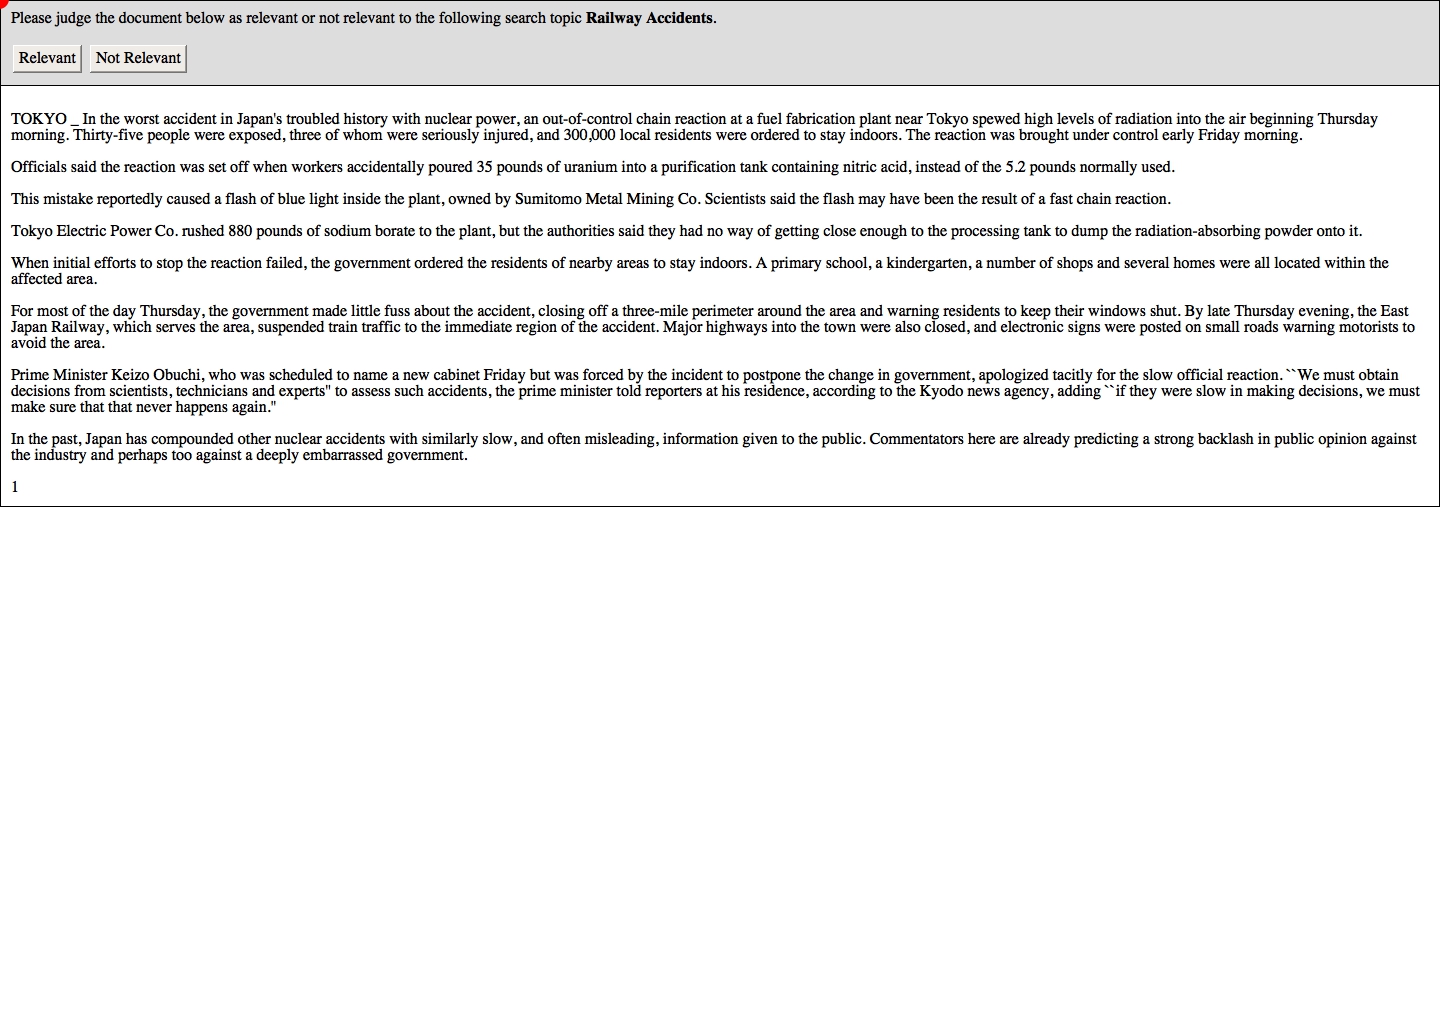 Please judge the document below as relevant or not relevant to the following search topic Railway Accidents.
Relevant Not Relevant
TOKYO _ In the worst accident in Japan's troubled history with nuclear power, an out-of-control chain reaction at a fuel fabrication plant near Tokyo spewed high levels of radiation into the air beginning Thursday
morning. Thirty-five people were exposed, three of whom were seriously injured, and 300,000 local residents were ordered to stay indoors. The reaction was brought under control early Friday morning.
Officials said the reaction was set off when workers accidentally poured 35 pounds of uranium into a purification tank containing nitric acid, instead of the 5.2 pounds normally used.
This mistake reportedly caused a flash of blue light inside the plant, owned by Sumitomo Metal Mining Co. Scientists said the flash may have been the result of a fast chain reaction.
Tokyo Electric Power Co. rushed 880 pounds of sodium borate to the plant, but the authorities said they had no way of getting close enough to the processing tank to dump the radiation-absorbing powder onto it.
When initial efforts to stop the reaction failed, the government ordered the residents of nearby areas to stay indoors. A primary school, a kindergarten, a number of shops and several homes were all located within the
affected area.
For most of the day Thursday, the government made little fuss about the accident, closing off a three-mile perimeter around the area and warning residents to keep their windows shut. By late Thursday evening, the East
Japan Railway, which serves the area, suspended train traffic to the immediate region of the accident. Major highways into the town were also closed, and electronic signs were posted on small roads warning motorists to
avoid the area.
Prime Minister Keizo Obuchi, who was scheduled to name a new cabinet Friday but was forced by the incident to postpone the change in government, apologized tacitly for the slow official reaction. ``We must obtain
decisions from scientists, technicians and experts" to assess such accidents, the prime minister told reporters at his residence, according to the Kyodo news agency, adding ``if they were slow in making decisions, we must
make sure that that never happens again."
In the past, Japan has compounded other nuclear accidents with similarly slow, and often misleading, information given to the public. Commentators here are already predicting a strong backlash in public opinion against
the industry and perhaps too against a deeply embarrassed government.
1